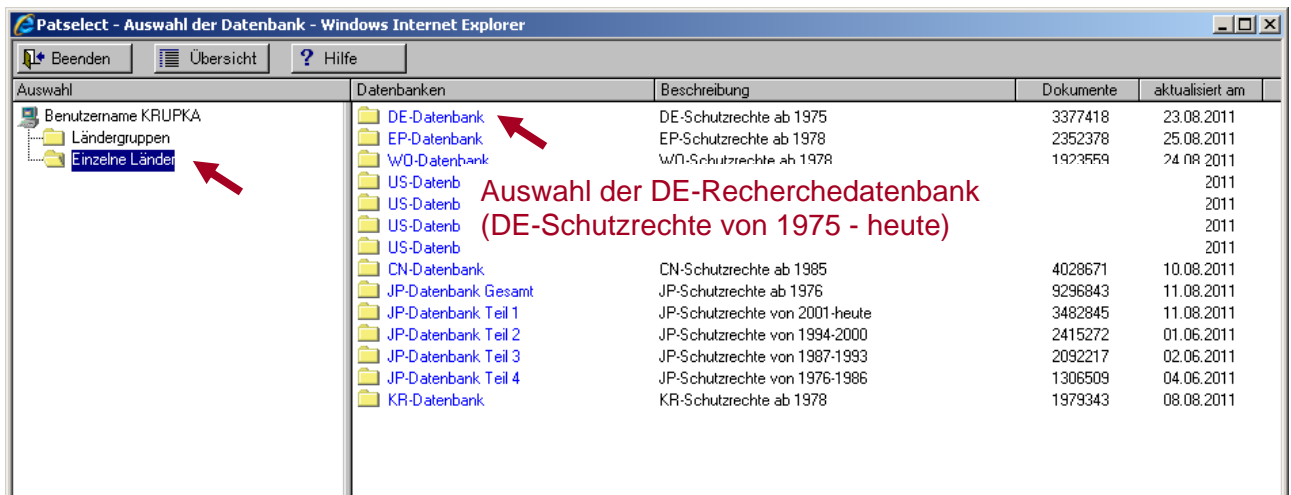 Patselect - Auswahl der Datenbank - Windows Internet Explorer
Beenden Übersicht ? Hilfe
Auswahl Datenbanken Beschreibung Dokumente aktualisiert am
Benutzername KRUPKA
Ländergruppen
Einzelne Länder
DE-Datenbank DE-Schutzrechte ab 1975 3377418 23.08.2011
EP-Datenbank EP-Schutzrechte ab 1978 2352378 25.08.2011
WO-Datenbank WO-Schutzrechte ab 1978 1923559 24.08.2011
US-Datenb 2011
US-Datenb 2011
US-Datenb 2011
US-Datenb 2011
Auswahl der DE-Recherchedatenbank
(DE-Schutzrechte von 1975 - heute)
CN-Datenbank CN-Schutzrechte ab 1985 4028671 10.08.2011
JP-Datenbank Gesamt JP-Schutzrechte ab 1976 9296843 11.08.2011
JP-Datenbank Teil 1 JP-Schutzrechte von 2001-heute 3482845 11.08.2011
JP-Datenbank Teil 2 JP-Schutzrechte von 1994-2000 2415272 01.06.2011
JP-Datenbank Teil 3 JP-Schutzrechte von 1987-1993 2092217 02.06.2011
JP-Datenbank Teil 4 JP-Schutzrechte von 1976-1986 1306509 04.06.2011
KR-Datenbank KR-Schutzrechte ab 1978 1979343 08.08.2011